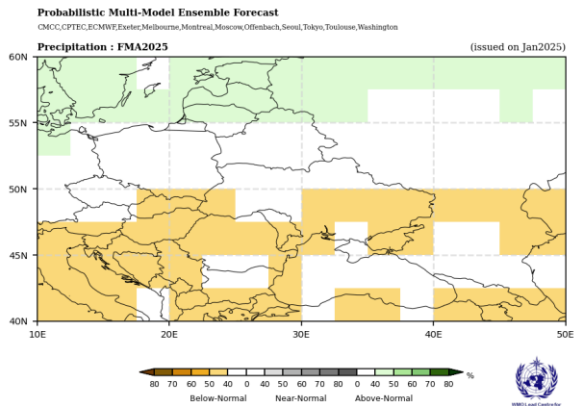 Probabilistic Multi-Model Ensemble Forecast
CMCC,CPTEC,ECMWF,Exeter,Melbourne,Montreal,Moscow,Offenbach,Seoul,Tokyo,Toulouse,Washington
Precipitation : FMA2025 (issued on Jan2025)
60N
55N
50N
45N
40N
10E 20E 30E 40E 50E
80 70 60 50 40 0 40 50 60 70 80 0 40 50 60 70 80 %
Below-Normal Near-Normal Above-Normal